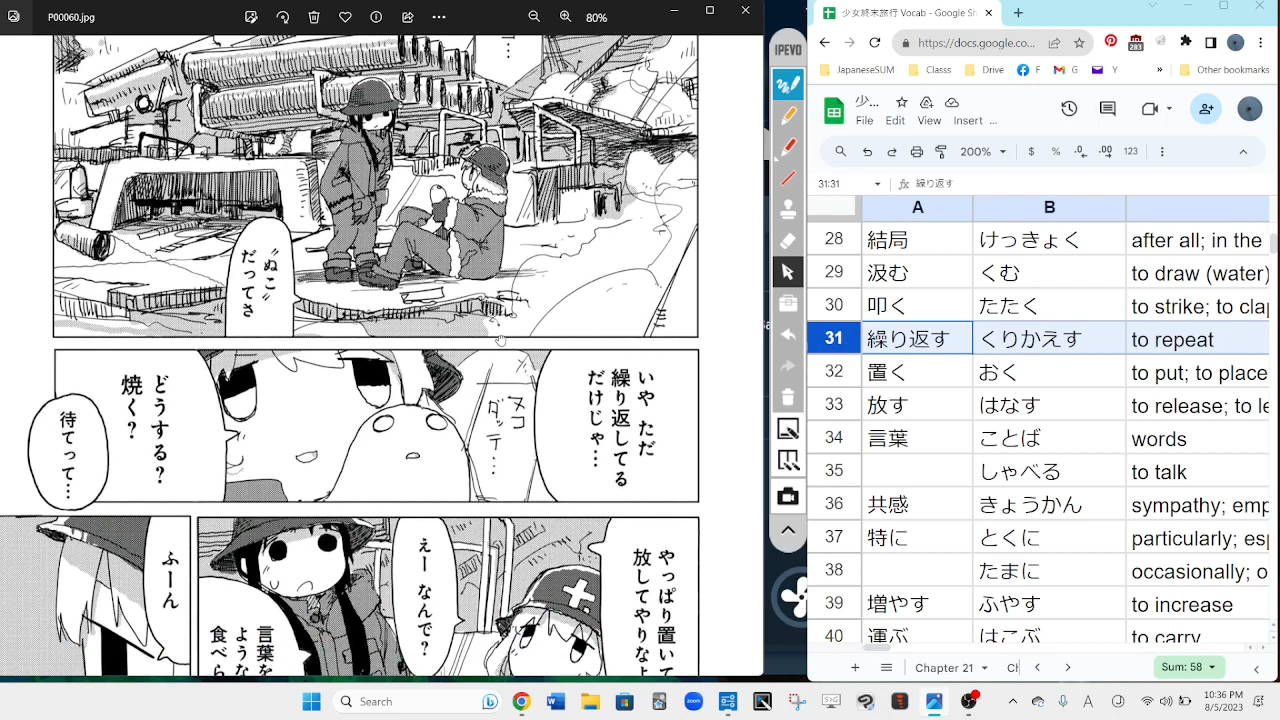 P00060.jpg
80%
…
"ぬこ"
だってさ
いや ただ
繰り返してる
だけじゃ…
ヌコ
ダッテ…
どうする?
焼く?
待てって…
やっぱり置いて
放してやりなよ
えー なんで?
言葉を
ような
食べら
ふーん
IPEVO
少女終末旅行 Vocab - Google Sh
https://docs.google.co...
283
JapaneseSUM
Classs
Drive
F
G
Y
»
Other bookmarks
少...
File Edit View Insert ...
200%
$ % .0 .00 123
31:31
fx 繰り返す
A B
28 結局 けっきょく after all; in the
29 汲む くむ to draw (water)
30 叩く たたく to strike; to clap
31 繰り返す くりかえす to repeat
32 置く おく to put; to place
33 放す はなす to release; to le
34 言葉 ことば words
35 しゃべる to talk
36 共感 きょうかん sympathy; emp
37 特に とくに particularly; esp
38 たまに occasionally; o
39 増やす ふやす to increase
40 運ぶ はこぶ to carry
Chapter 21
Sum: 58
Search
zoom
A
10:36 PM
8/2/2023